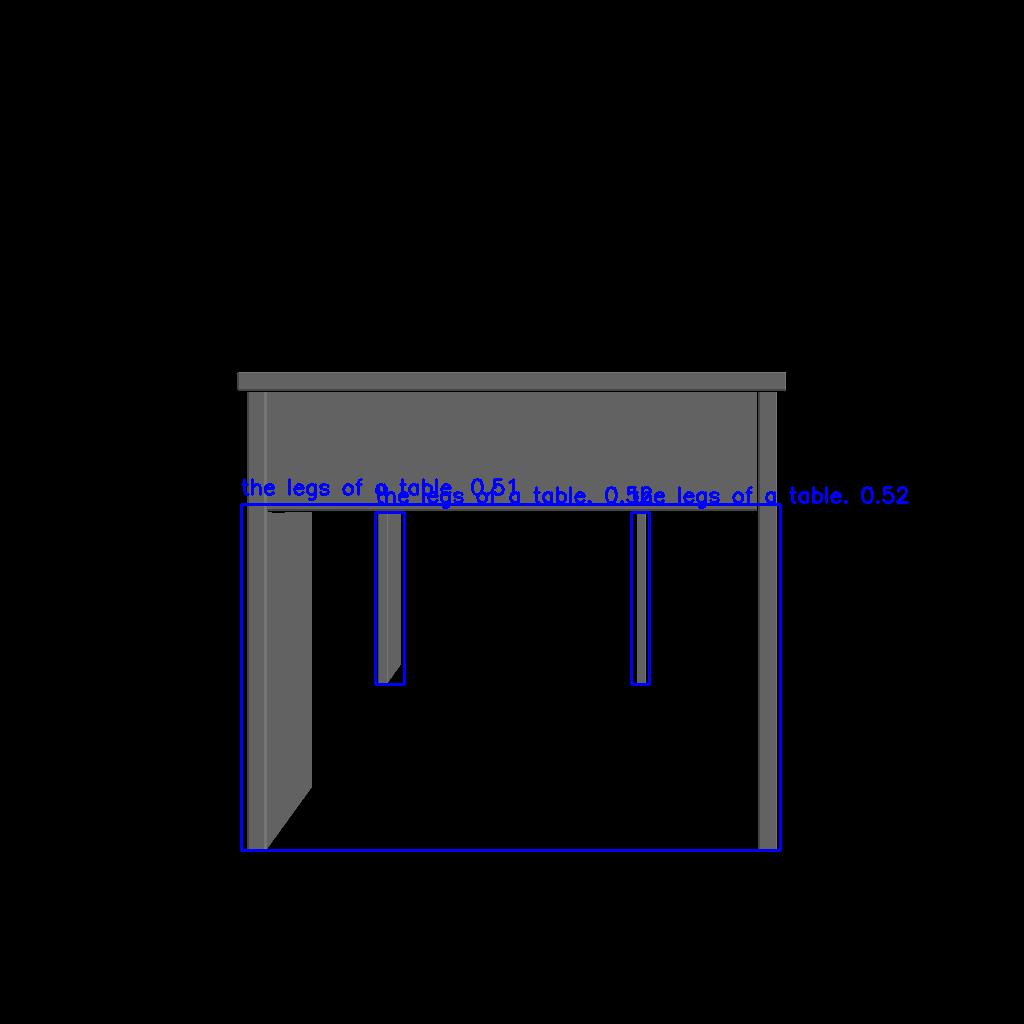 the legs of a table. 0.51
the legs of a table. 0.52
the legs of a table. 0.52